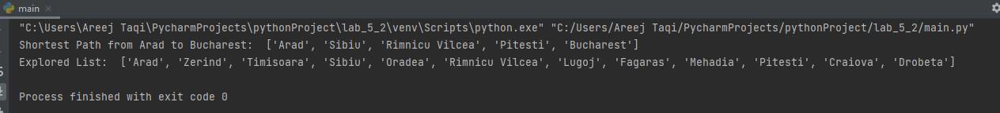 main
"C:\Users\Areej Taqi\PycharmProjects\pythonProject\lab_5_2\venv\Scripts\python.exe" "C:/Users/Areej Taqi/PycharmProjects/pythonProject/lab_5_2/main.py"
Shortest Path from Arad to Bucharest:  ['Arad', 'Sibiu', 'Rimnicu Vilcea', 'Pitesti', 'Bucharest']
Explored List:  ['Arad', 'Zerind', 'Timisoara', 'Sibiu', 'Oradea', 'Rimnicu Vilcea', 'Lugoj', 'Fagaras', 'Mehadia', 'Pitesti', 'Craiova', 'Drobeta']
Process finished with exit code 0